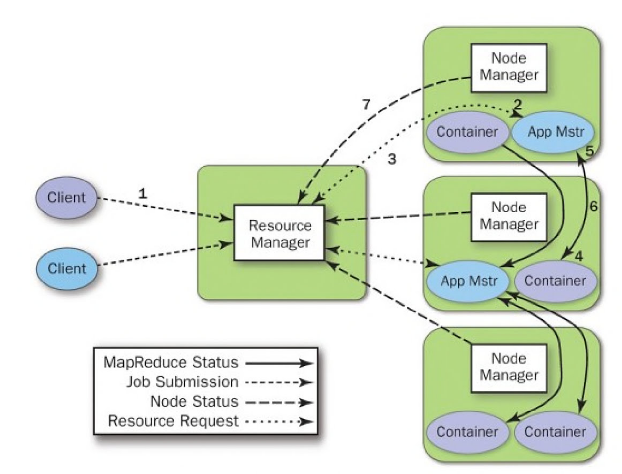 Node
Manager
7
2
Container
App Mstr
3
5
Client
1
6
Resource
Manager
Node
Manager
4
Client
App Mstr
Container
MapReduce Status
Job Submission
Node Status
Resource Request
Node
Manager
Container
Container